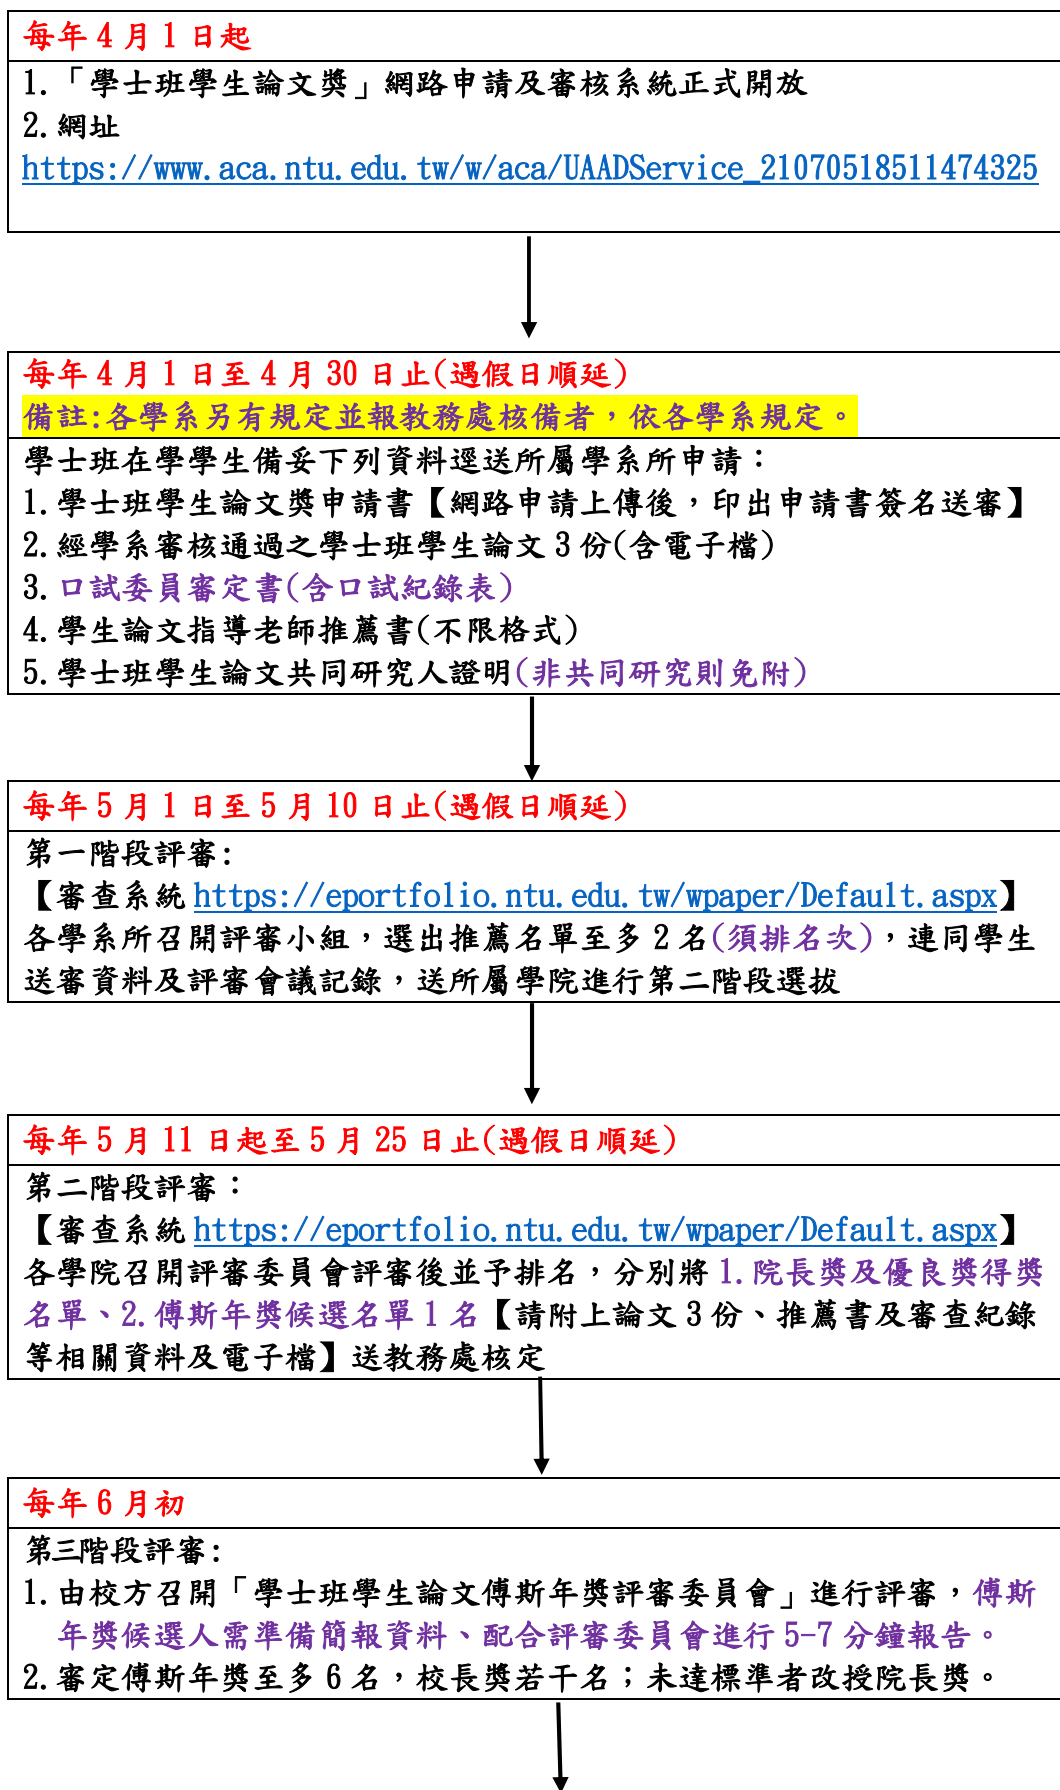 每年4月1日起
1.「學士班學生論文獎」網路申請及審核系統正式開放
2.網址
https://www.aca.ntu.edu.tw/w/aca/UAADService_21070518511474325
每年4月1日至4月30日止(遇假日順延)
備註:各學系另有規定並報教務處核備者，依各學系規定。
學士班在學學生備妥下列資料逕送所屬學系所申請：
1.學士班學生論文獎申請書【網路申請上傳後，印出申請書簽名送審】
2.經學系審核通過之學士班學生論文3份(含電子檔)
3.口試委員審定書(含口試紀錄表)
4.學生論文指導老師推薦書(不限格式)
5.學士班學生論文共同研究人證明(非共同研究則免附)
每年5月1日至5月10日止(遇假日順延)
第一階段評審:
【審查系統https://eportfolio.ntu.edu.tw/wpaper/Default.aspx】
各學系所召開評審小組，選出推薦名單至多2名(須排名次)，連同學生
送審資料及評審會議記錄，送所屬學院進行第二階段選拔
每年5月11日起至5月25日止(遇假日順延)
第二階段評審：
【審查系統https://eportfolio.ntu.edu.tw/wpaper/Default.aspx】
各學院召開評審委員會評審後並予排名，分別將1.院長獎及優良獎得獎
名單、2.傅斯年獎候選名單1名【請附上論文3份、推薦書及審查紀錄
等相關資料及電子檔】送教務處核定
每年6月初
第三階段評審:
1.由校方召開「學士班學生論文傅斯年獎評審委員會」進行評審，傅斯
年獎候選人需準備簡報資料、配合評審委員會進行5-7分鐘報告。
2.審定傅斯年獎至多6名，校長獎若干名；未達標準者改授院長獎。